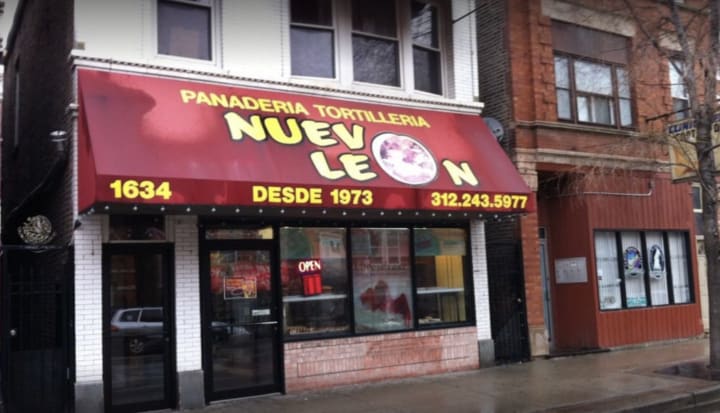 PANADERIA TORTILLERIA
NUEVO
LEON
1634 DESDE 1973 312.243.5977
OPEN